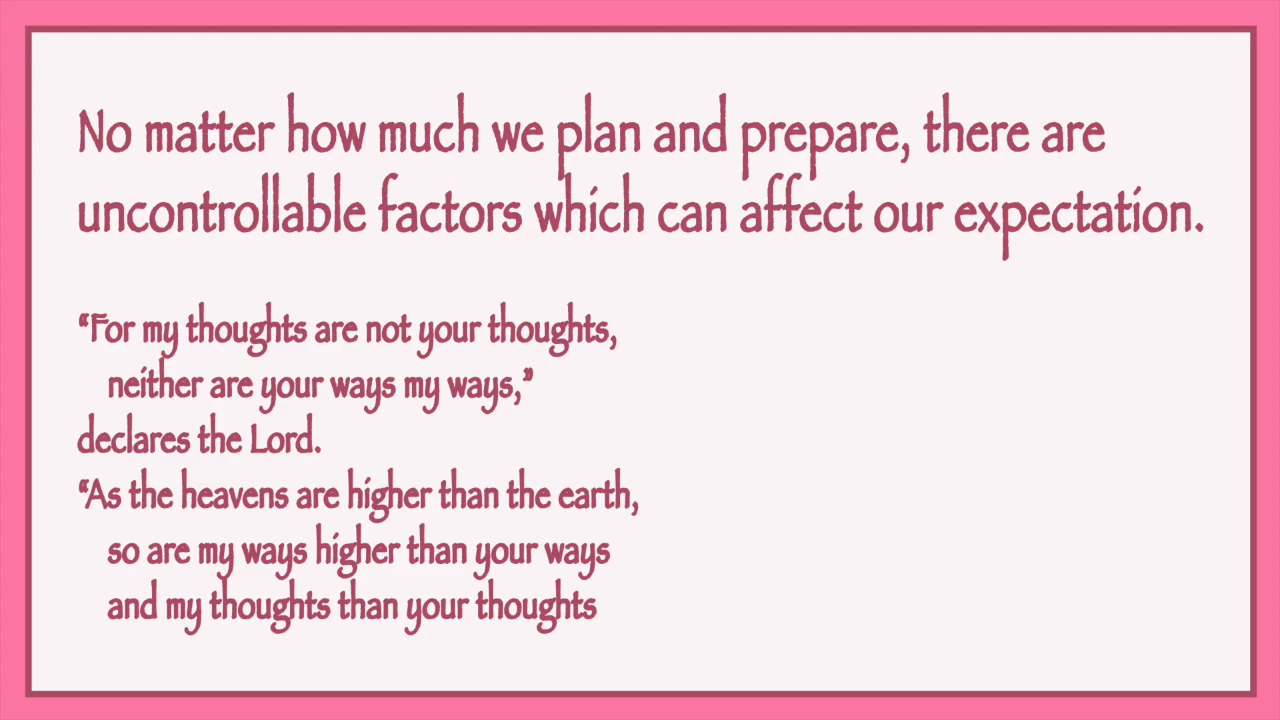 No matter how much we plan and prepare, there are
uncontrollable factors which can affect our expectation.
“For my thoughts are not your thoughts,
neither are your ways my ways,”
declares the Lord.
“As the heavens are higher than the earth,
so are my ways higher than your ways
and my thoughts than your thoughts